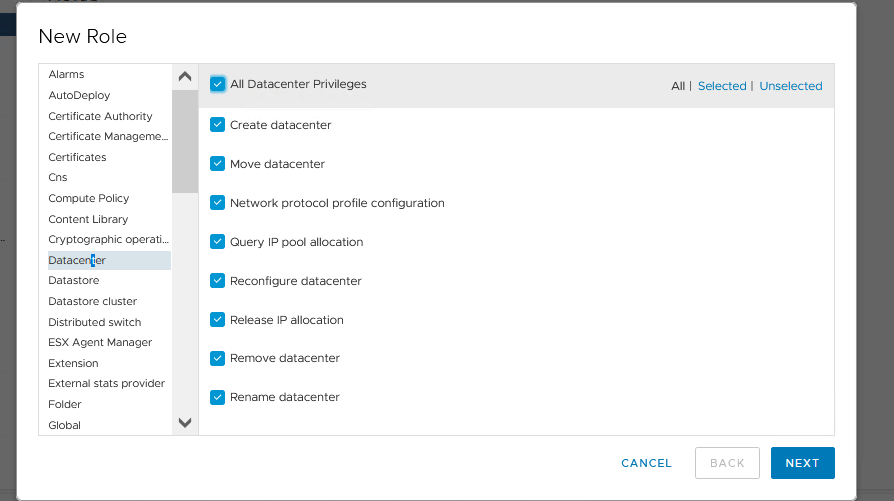 New Role
Alarms
AutoDeploy
Certificate Authority
Certificate Manageme...
Certificates
Cns
Compute Policy
Content Library
Cryptographic operati...
Datacenter
Datastore
Datastore cluster
Distributed switch
ESX Agent Manager
Extension
External stats provider
Folder
Global
All Datacenter Privileges
All | Selected | Unselected
Create datacenter
Move datacenter
Network protocol profile configuration
Query IP pool allocation
Reconfigure datacenter
Release IP allocation
Remove datacenter
Rename datacenter
CANCEL
BACK
NEXT